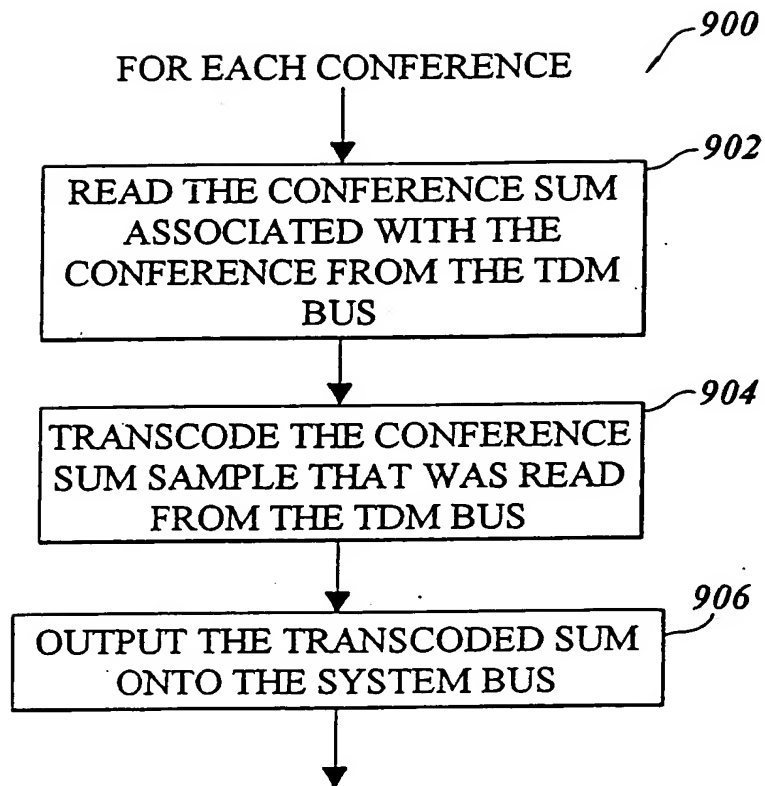 900
FOR EACH CONFERENCE
902
READ THE CONFERENCE SUM
ASSOCIATED WITH THE
CONFERENCE FROM THE TDM
BUS
904
TRANSCODE THE CONFERENCE
SUM SAMPLE THAT WAS READ
FROM THE TDM BUS
906
OUTPUT THE TRANSCODED SUM
ONTO THE SYSTEM BUS